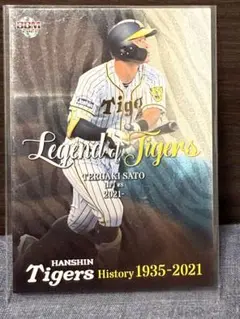 BBM
Tigers
Legend of Tigers
TERUAKI SATO
2021-
HANSHIN
Tigers History 1935-2021